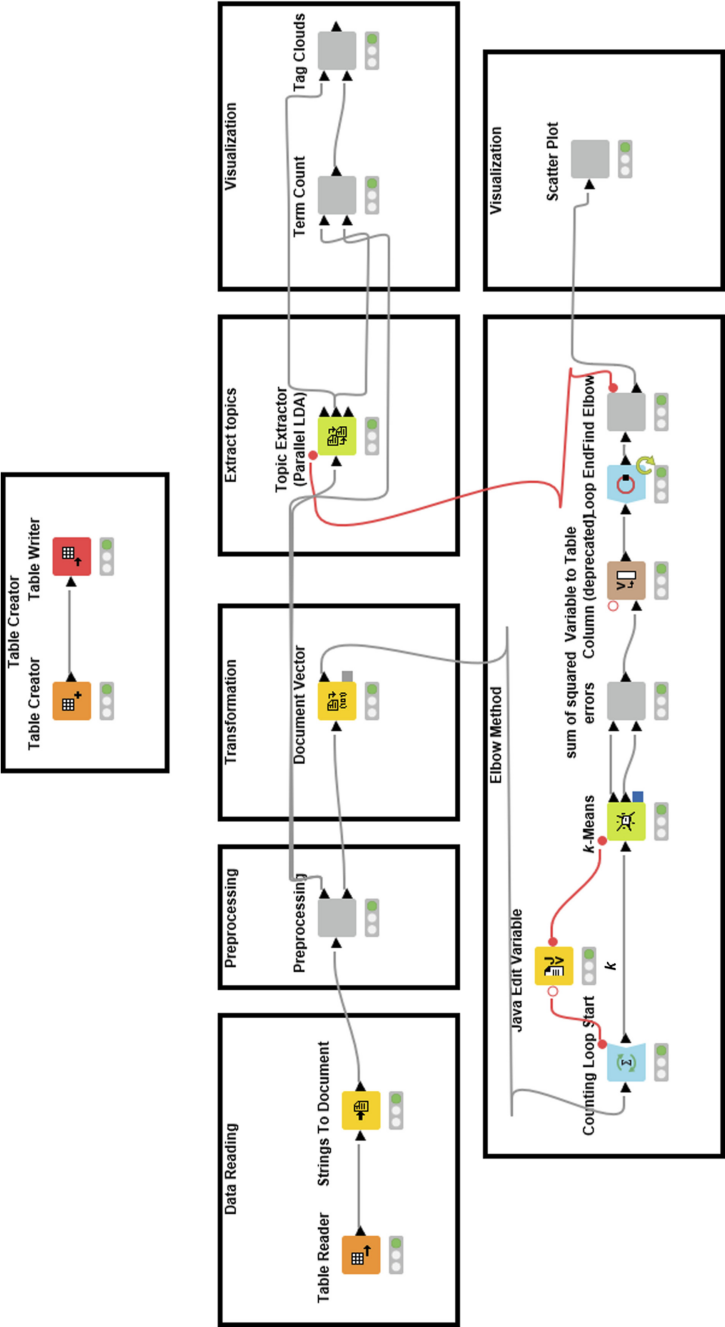 Table Creator
Table Creator
Table Writer
Data Reading
Table Reader
Strings To Document
Preprocessing
Preprocessing
Transformation
Document Vector
Extract topics
Topic Extractor
(Parallel LDA)
Visualization
Term Count
Tag Clouds
Elbow Method
Counting Loop Start
Java Edit Variable
k
k-Means
sum of squared
errors
Variable to Table
Column (deprecated)
Loop End
Find Elbow
Visualization
Scatter Plot